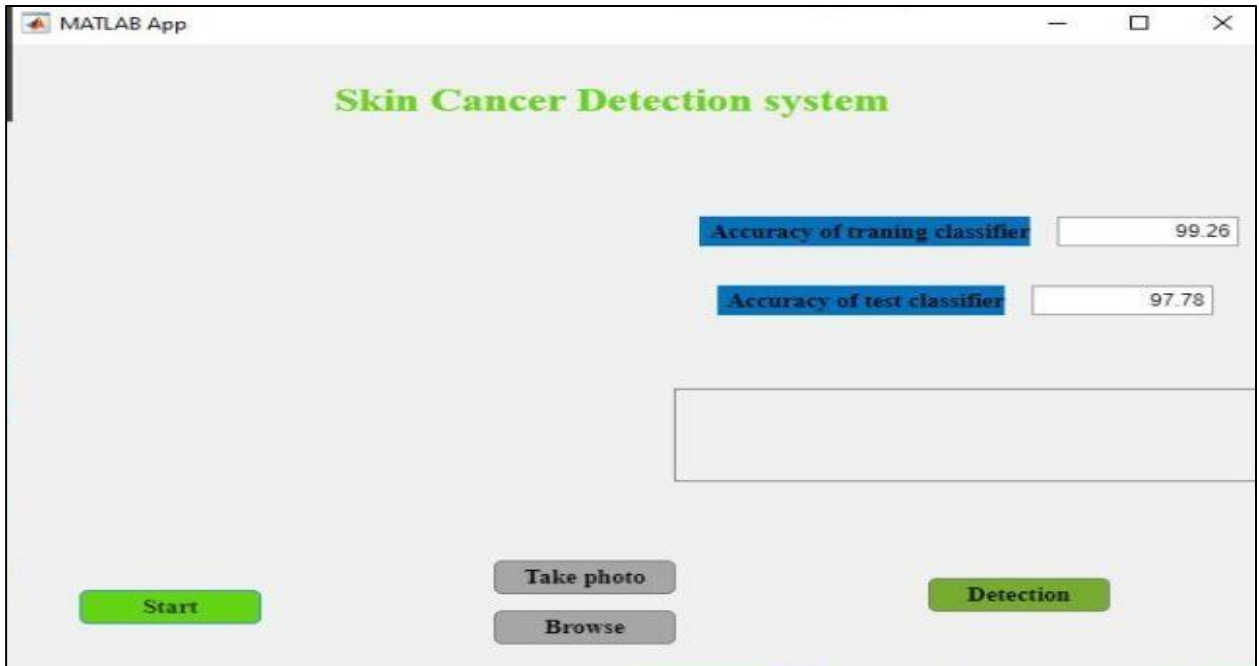 MATLAB App
Skin Cancer Detection system
Accuracy of traning classifier 99.26
Accuracy of test classifier 97.78
Take photo
Start
Detection
Browse